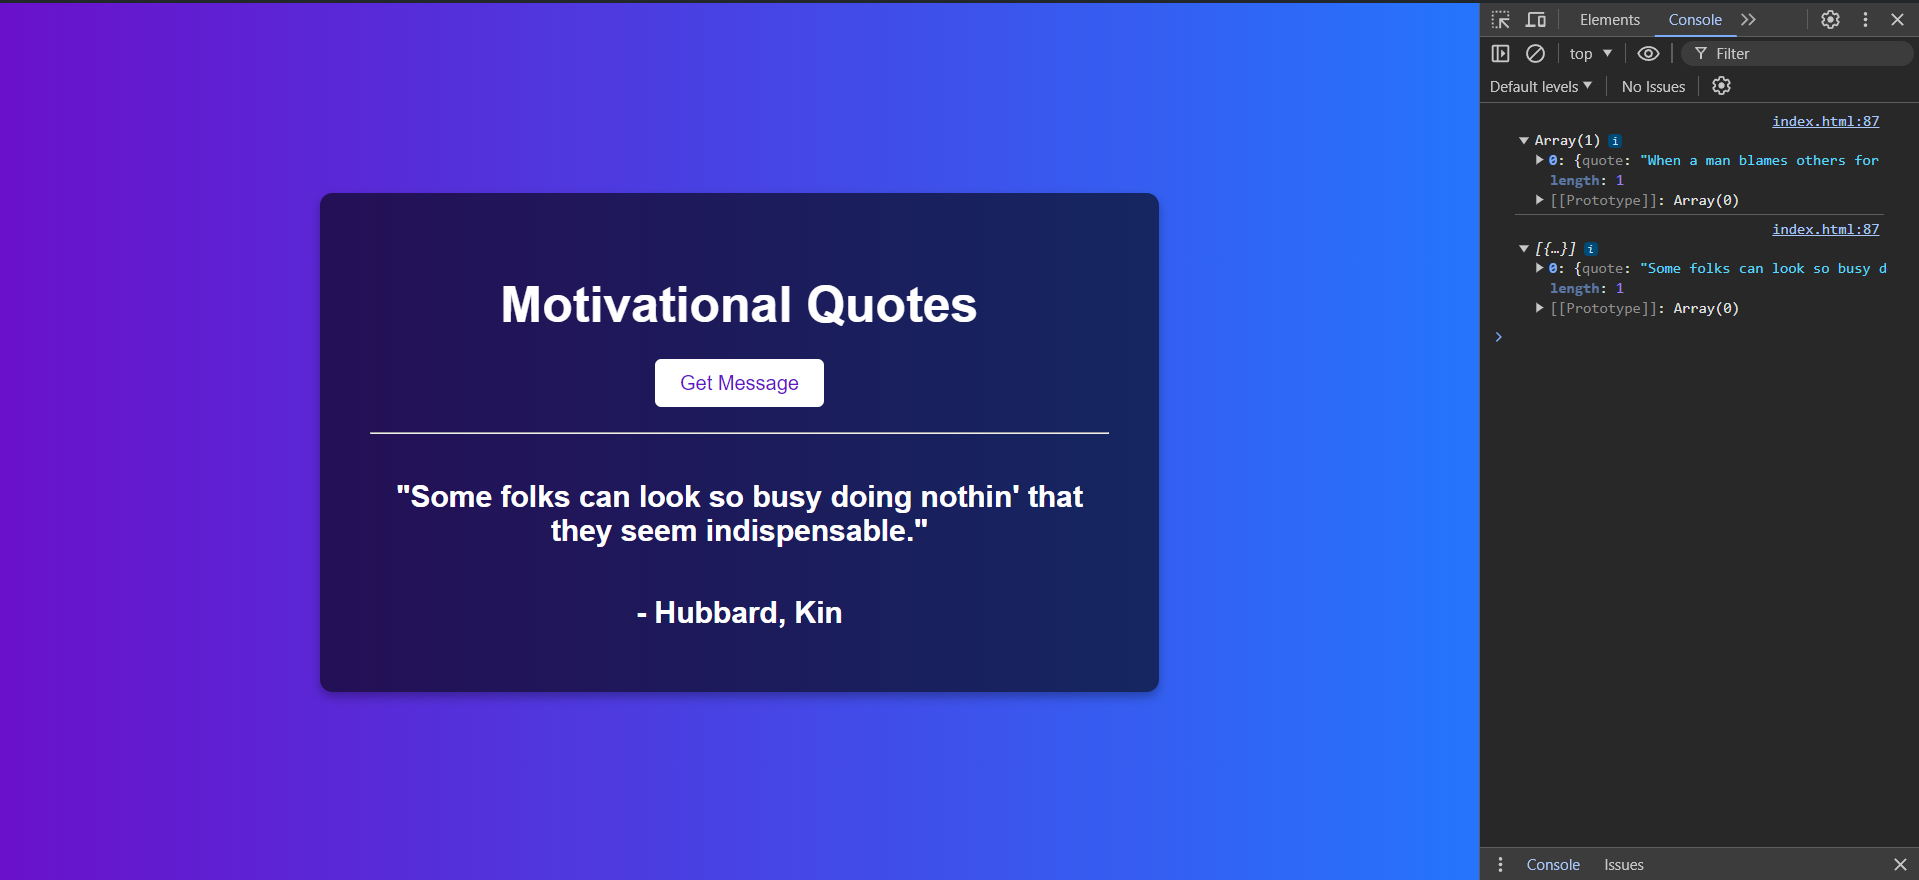 Motivational Quotes
Get Message
"Some folks can look so busy doing nothin' that
they seem indispensable."
- Hubbard, Kin
Elements Console
top Filter
Default levels No Issues
index.html:87
Array(1) i
0: {quote: "When a man blames others for
length: 1
[[Prototype]]: Array(0)
index.html:87
[{…}] i
0: {quote: "Some folks can look so busy d
length: 1
[[Prototype]]: Array(0)
Console Issues